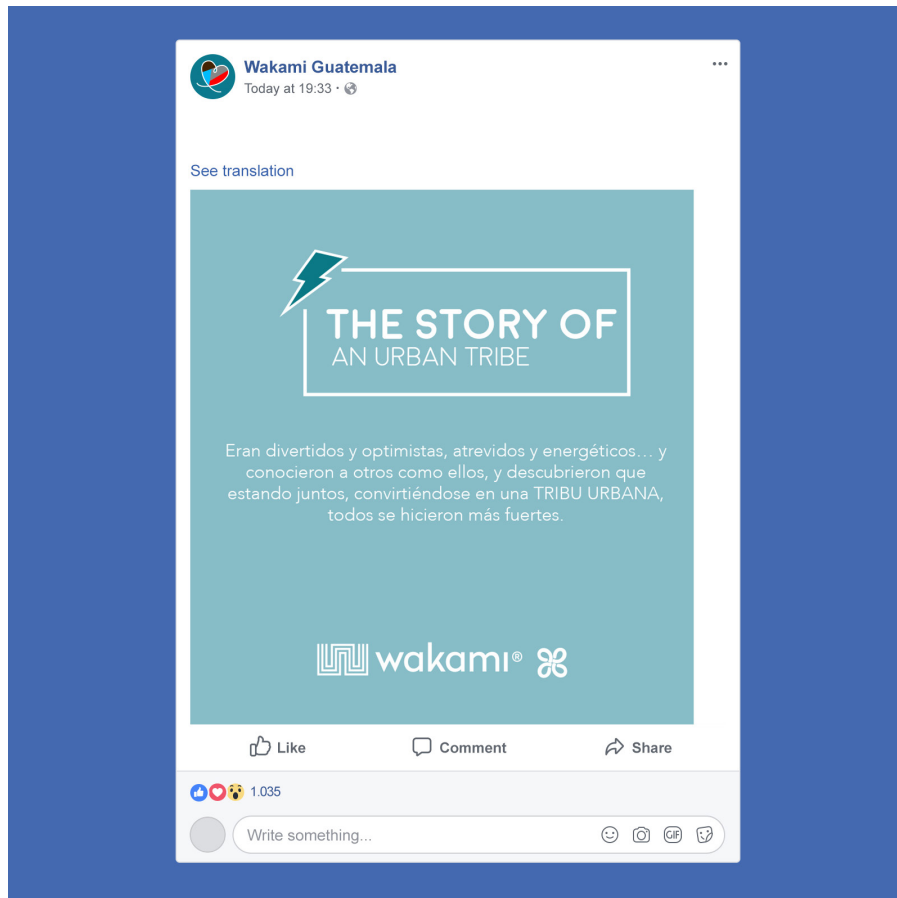 Wakami Guatemala
Today at 19:33 ·
See translation
THE STORY OF
AN URBAN TRIBE
Eran divertidos y optimistas, atrevidos y energéticos... y
conocieron a otros como ellos, y descubrieron que
estando juntos, convirtiéndose en una TRIBU URBANA,
todos se hicieron más fuertes.
wakami®
Like Comment Share
1.035
Write something...
GIF